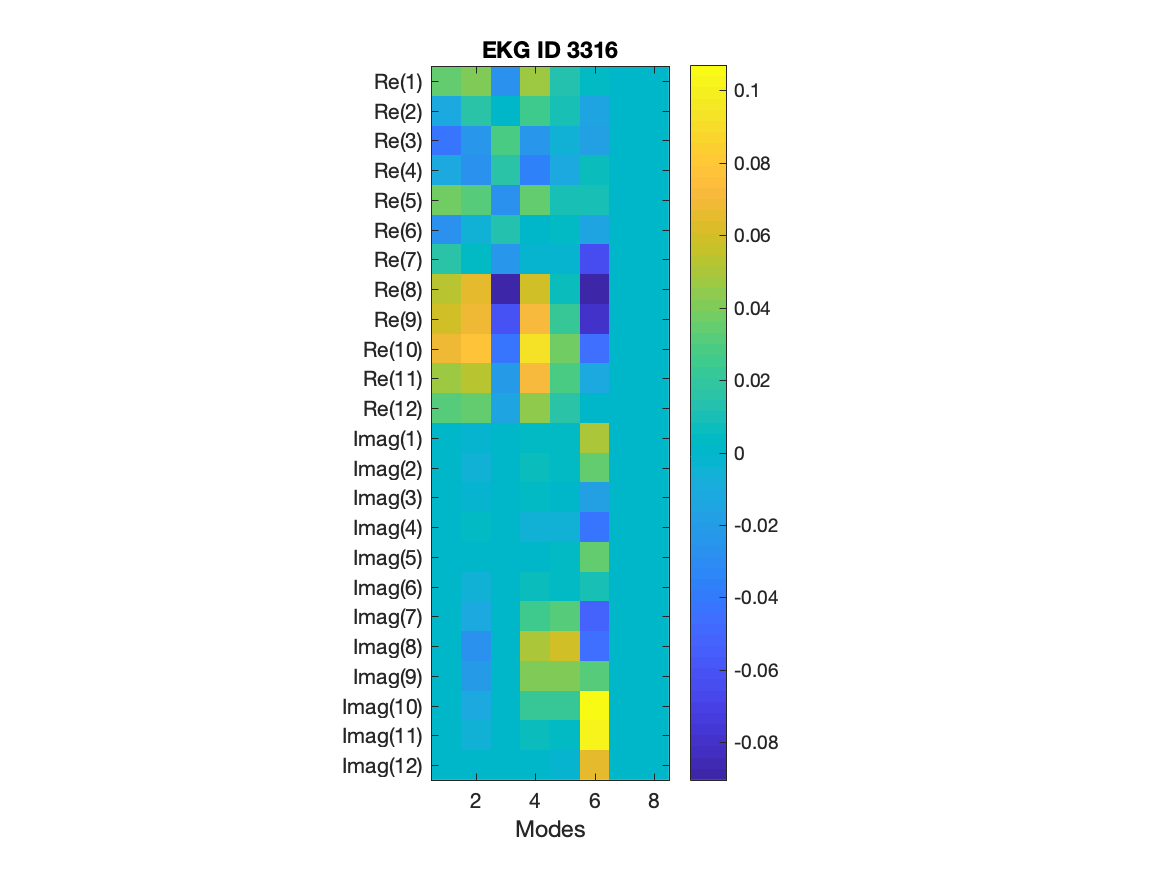 EKG ID 3316
Re(1)
Re(2)
Re(3)
Re(4)
Re(5)
Re(6)
Re(7)
Re(8)
Re(9)
Re(10)
Re(11)
Re(12)
Imag(1)
Imag(2)
Imag(3)
Imag(4)
Imag(5)
Imag(6)
Imag(7)
Imag(8)
Imag(9)
Imag(10)
Imag(11)
Imag(12)
2 4 6 8
Modes
0.1
0.08
0.06
0.04
0.02
0
-0.02
-0.04
-0.06
-0.08